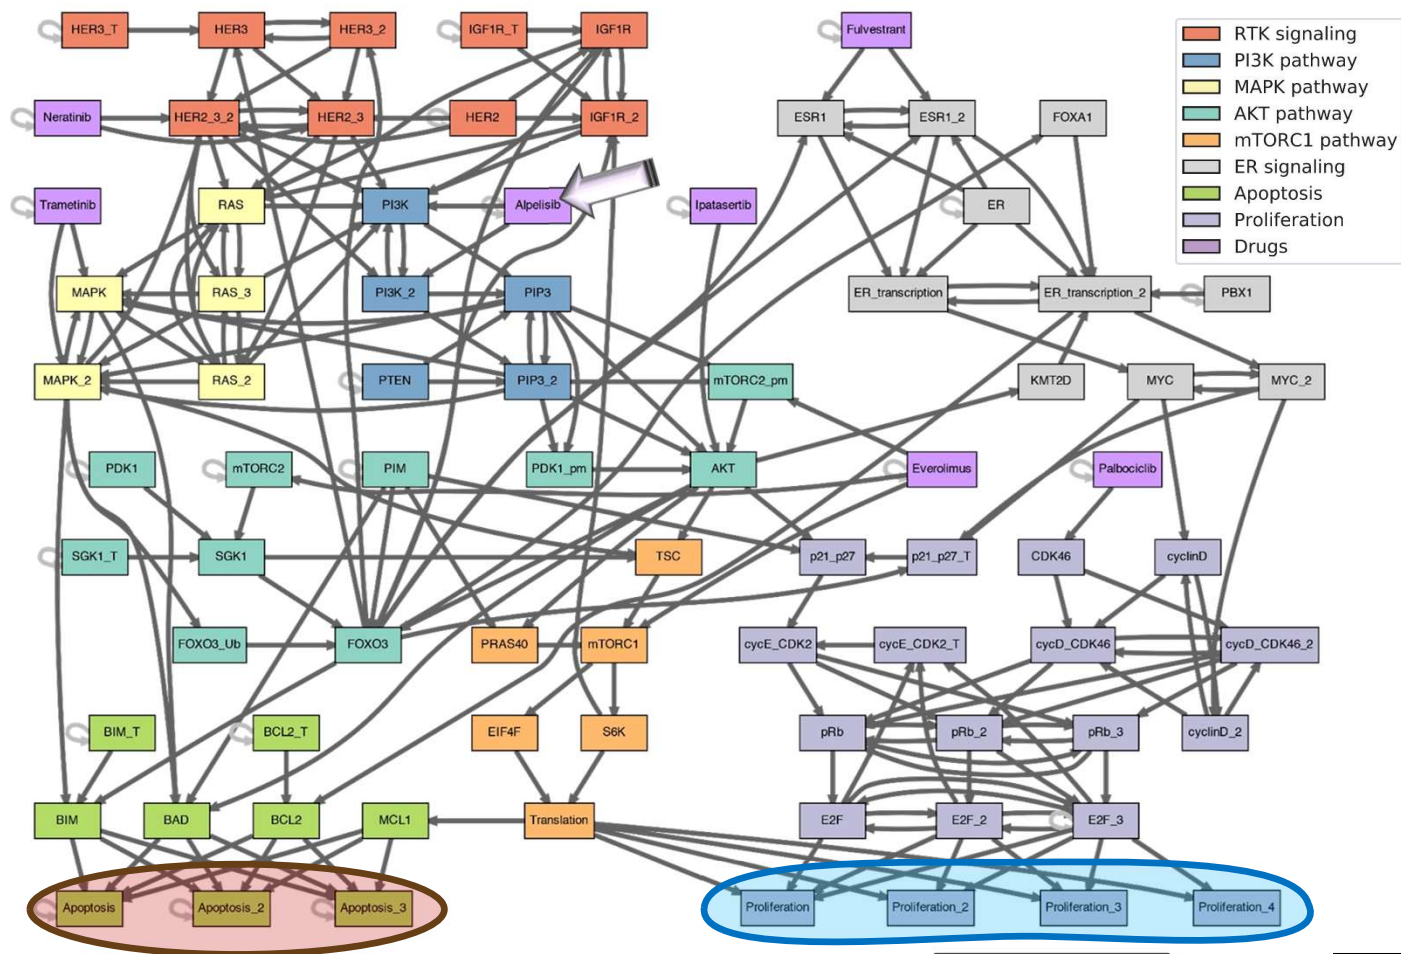 HER3_T
HER3
HER3_2
IGF1R_T
IGF1R
Fulvestrant
RTK signaling
PI3K pathway
MAPK pathway
AKT pathway
mTORC1 pathway
ER signaling
Apoptosis
Proliferation
Drugs
Neratinib
HER2_3_2
HER2_3
HER2
IGF1R_2
ESR1
ESR1_2
FOXA1
Trametinib
RAS
PI3K
Alpelisib
Ipatasertib
ER
MAPK
RAS_3
PI3K_2
PIP3
ER_transcription
ER_transcription_2
PBX1
MAPK_2
RAS_2
PTEN
PIP3_2
mTORC2_pm
KMT2D
MYC
MYC_2
PDK1
mTORC2
PIM
PDK1_pm
AKT
Everolimus
Palbociclib
SGK1_T
SGK1
TSC
p21_p27
p21_p27_T
CDK46
cyclinD
FOXO3_Ub
FOXO3
PRAS40
mTORC1
cycE_CDK2
cycE_CDK2_T
cycD_CDK46
cycD_CDK46_2
BIM_T
BCL2_T
EIF4F
S6K
pRb
pRb_2
pRb_3
cyclinD_2
BIM
BAD
BCL2
MCL1
Translation
E2F
E2F_2
E2F_3
Apoptosis
Apoptosis_2
Apoptosis_3
Proliferation
Proliferation_2
Proliferation_3
Proliferation_4